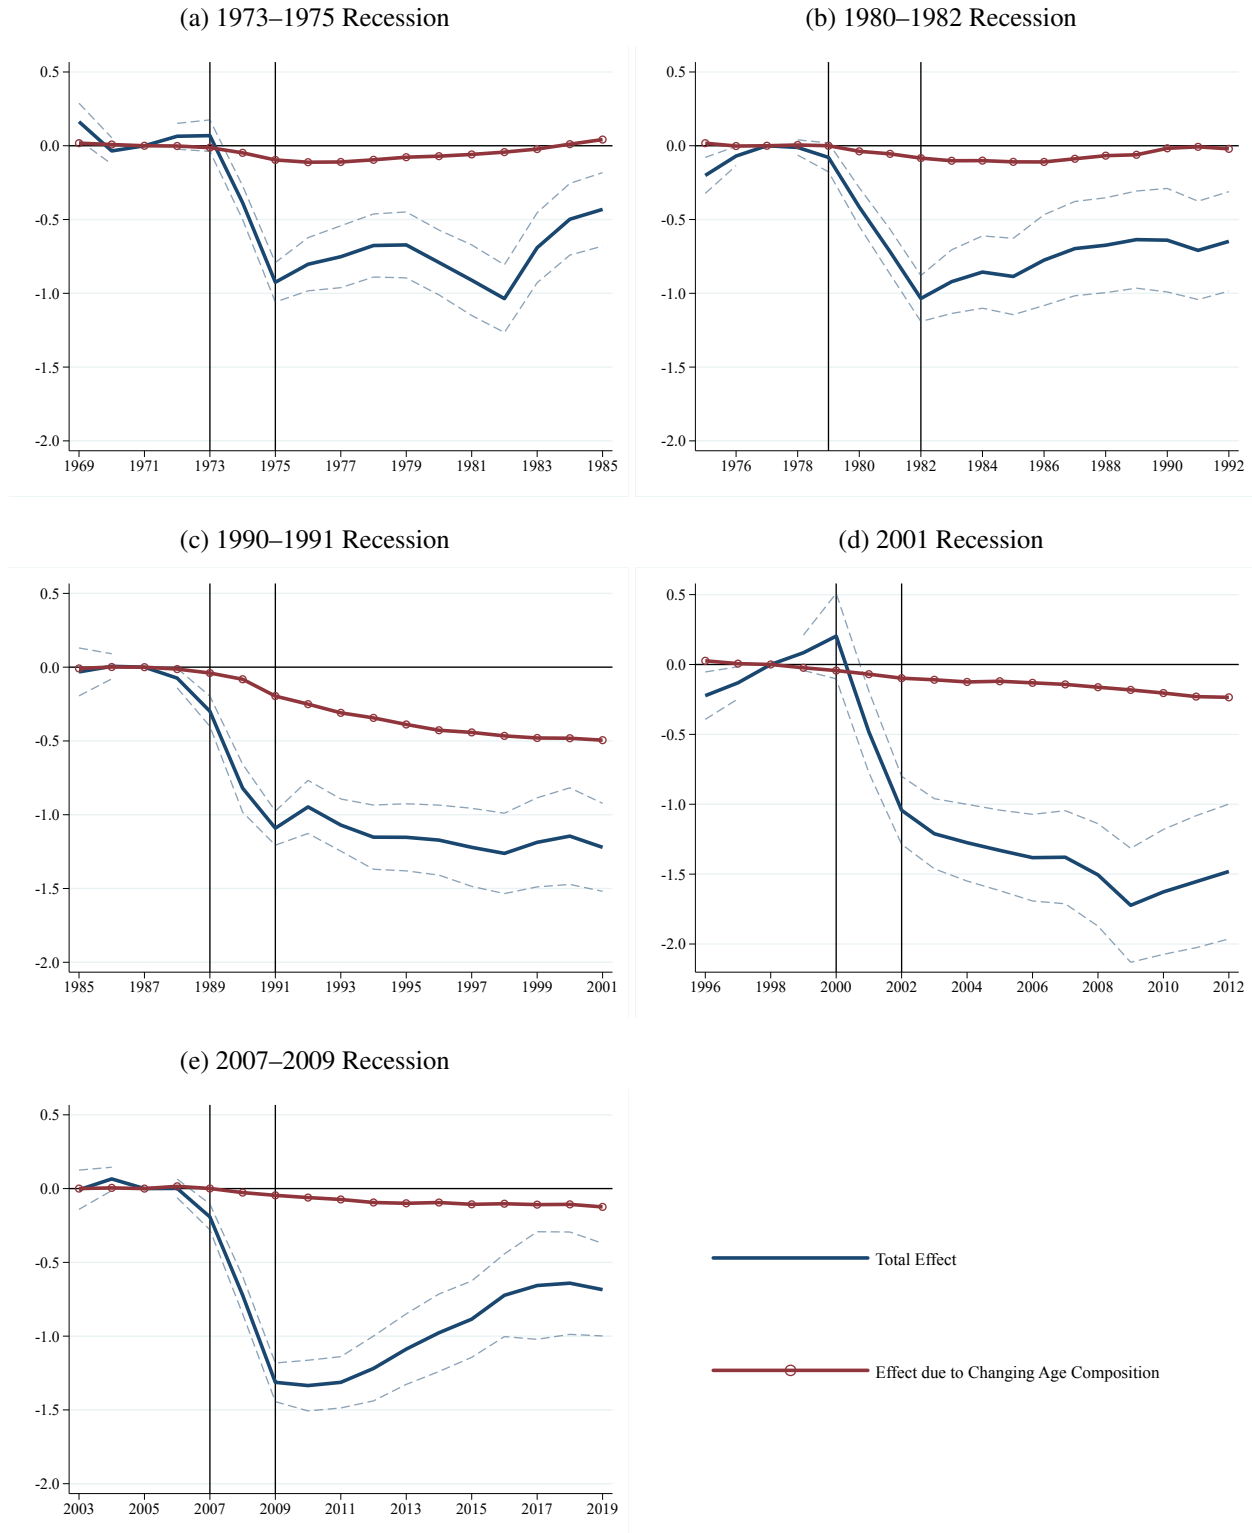 (a) 1973–1975 Recession
0.5
0.0
-0.5
-1.0
-1.5
-2.0
1969 1971 1973 1975 1977 1979 1981 1983 1985
(b) 1980–1982 Recession
0.5
0.0
-0.5
-1.0
-1.5
-2.0
1976 1978 1980 1982 1984 1986 1988 1990 1992
(c) 1990–1991 Recession
0.5
0.0
-0.5
-1.0
-1.5
-2.0
1985 1987 1989 1991 1993 1995 1997 1999 2001
(d) 2001 Recession
0.5
0.0
-0.5
-1.0
-1.5
-2.0
1996 1998 2000 2002 2004 2006 2008 2010 2012
(e) 2007–2009 Recession
0.5
0.0
-0.5
-1.0
-1.5
-2.0
2003 2005 2007 2009 2011 2013 2015 2017 2019
Total Effect
Effect due to Changing Age Composition